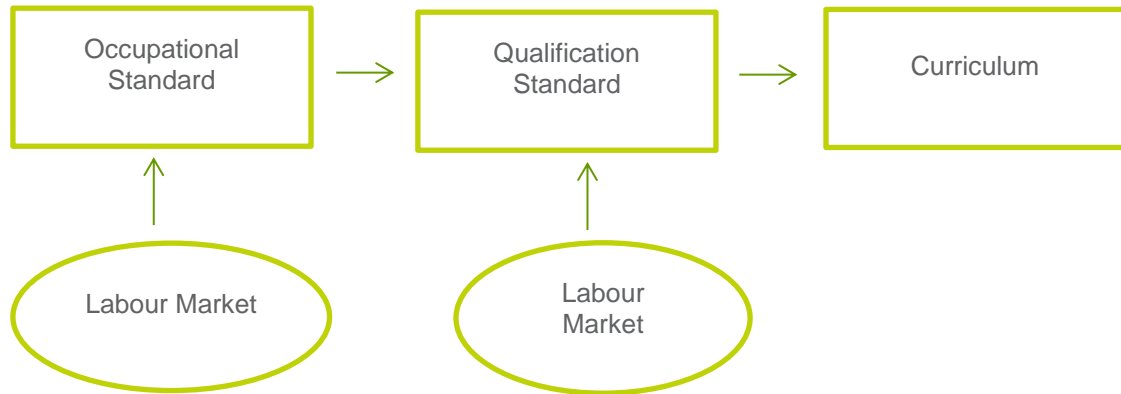 Occupational
Standard
Qualification
Standard
Curriculum
Labour Market
Labour
Market